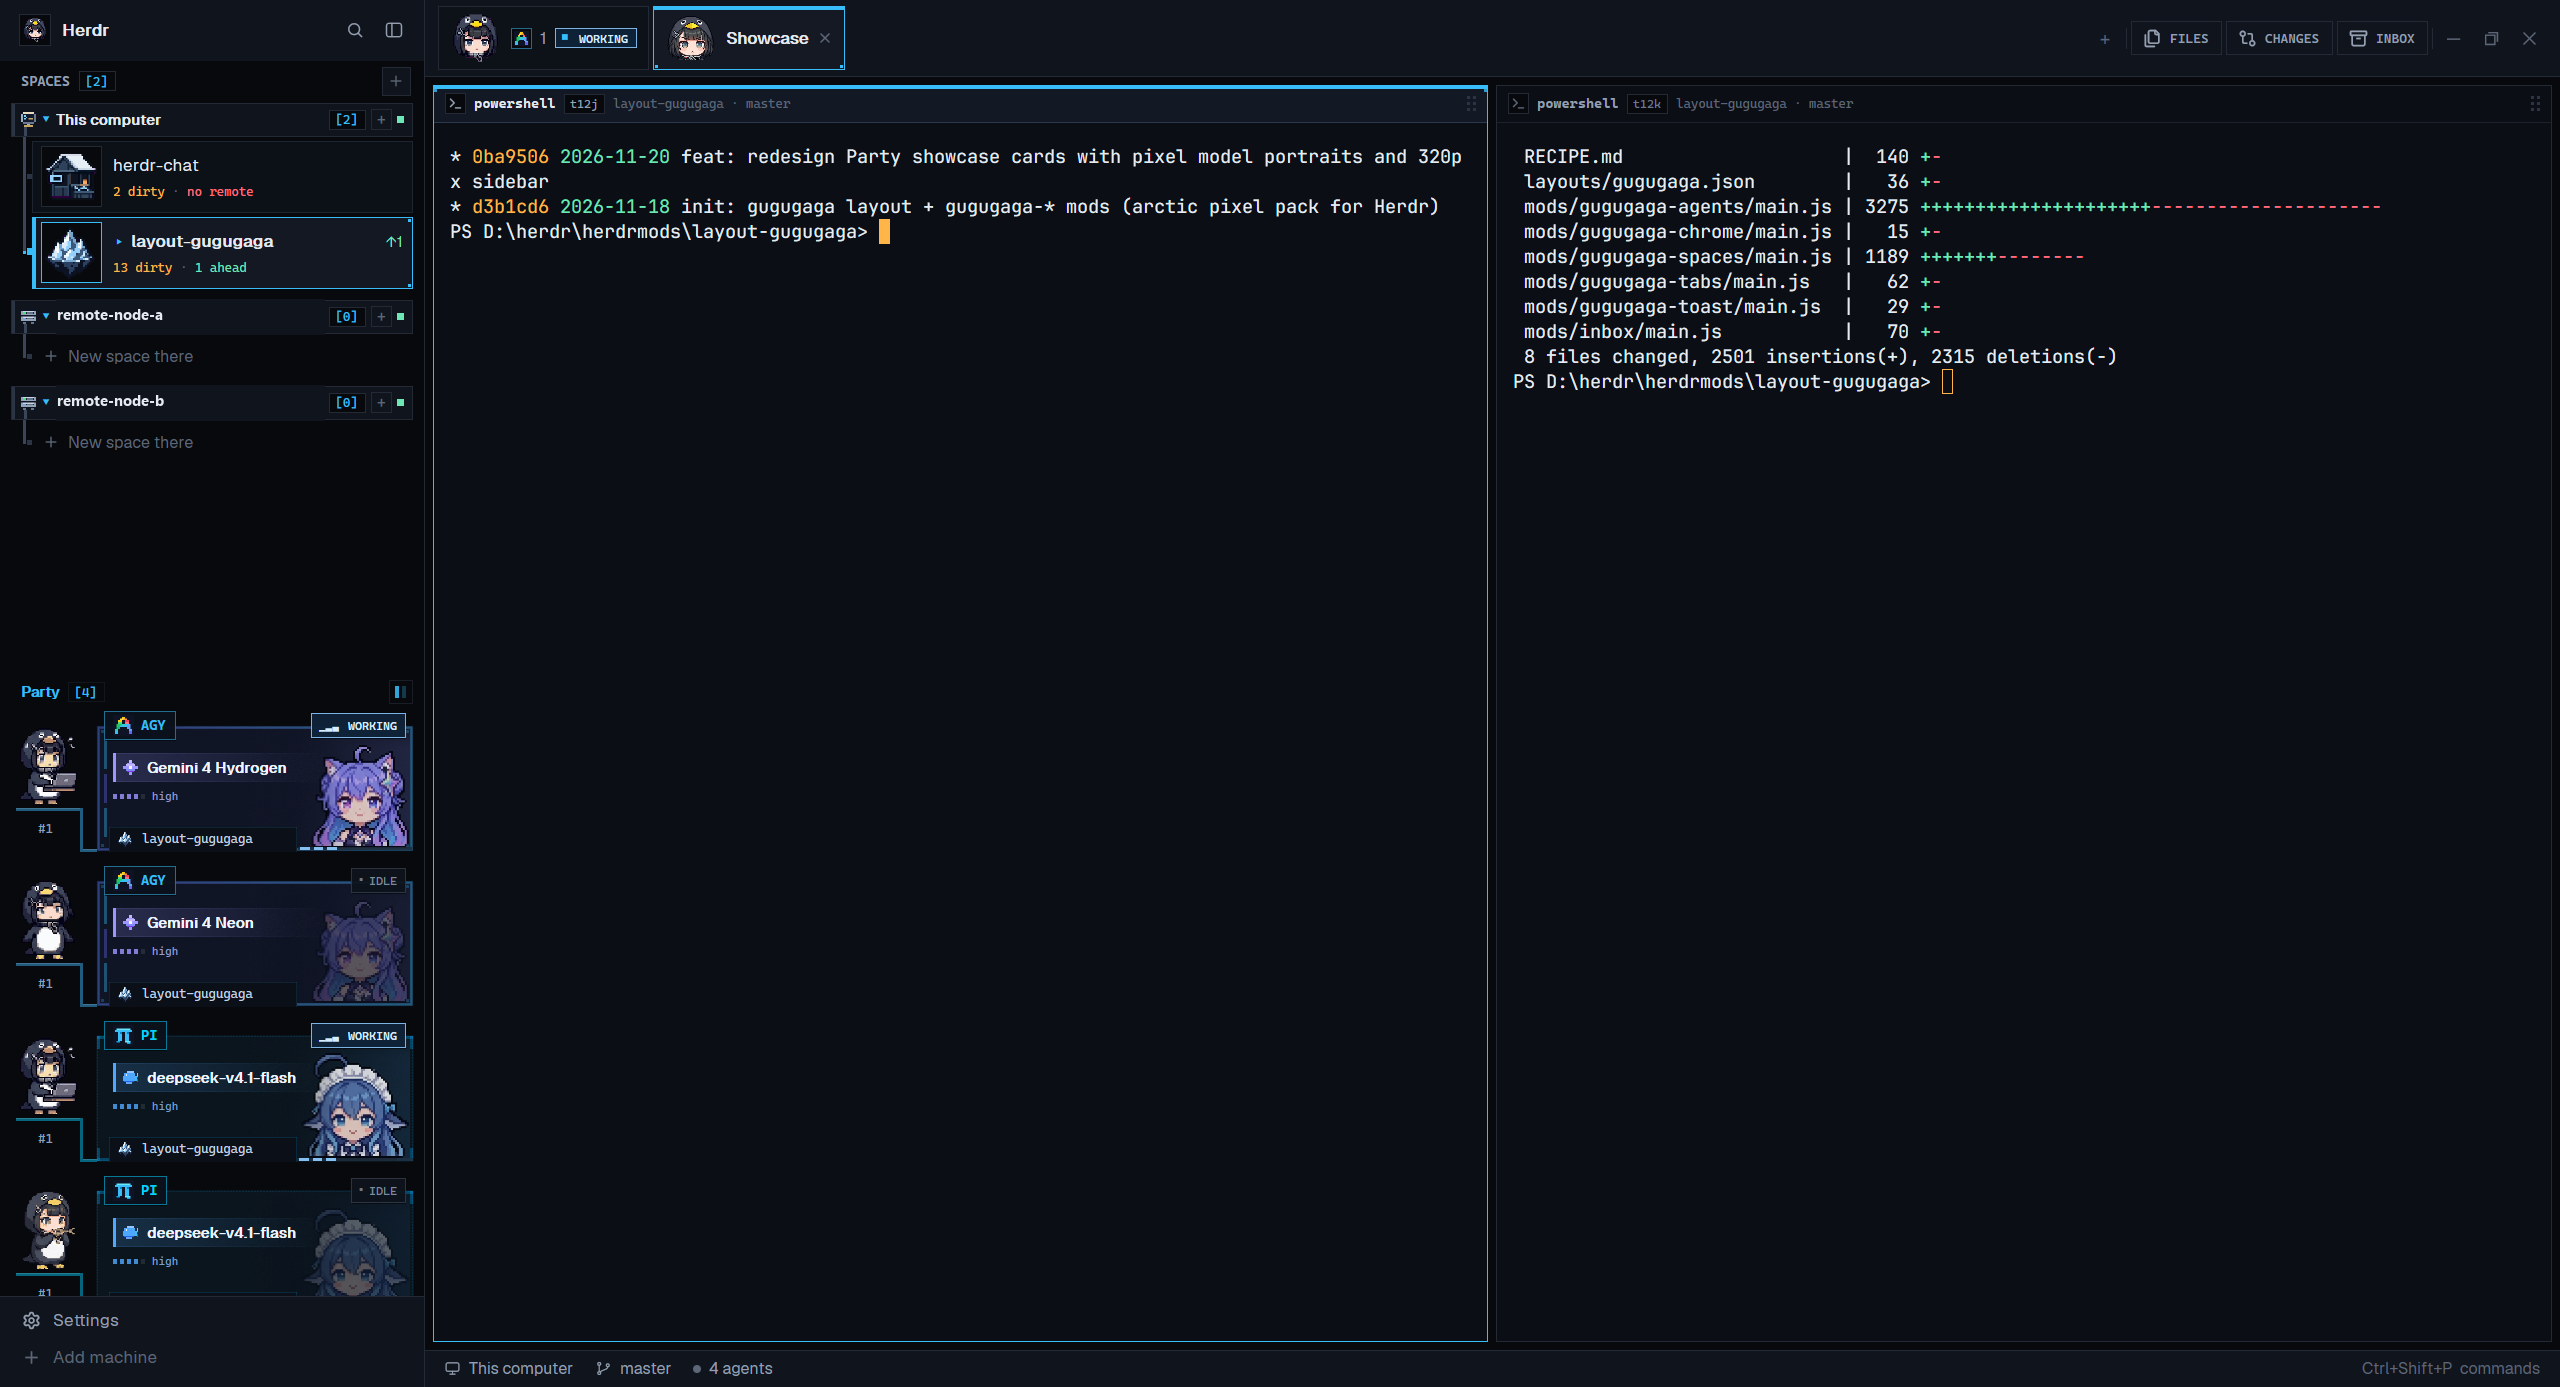 Herdr
SPACES [2]
This computer [2]
herdr-chat
2 dirty · no remote
layout-gugugaga ↑1
13 dirty · 1 ahead
remote-node-a [0]
+ New space there
remote-node-b [0]
+ New space there
Party [4]
AGY WORKING
Gemini 4 Hydrogen
high
#1
layout-gugugaga
AGY IDLE
Gemini 4 Neon
high
#1
layout-gugugaga
PI WORKING
deepseek-v4.1-flash
high
#1
layout-gugugaga
PI IDLE
deepseek-v4.1-flash
high
#1
Settings
+ Add machine
1 WORKING
Showcase
FILES
CHANGES
INBOX
powershell t12j layout-gugugaga · master
* 0ba9506 2026-11-20 feat: redesign Party showcase cards with pixel model portraits and 320p
x sidebar
* d3b1cd6 2026-11-18 init: gugugaga layout + gugugaga-* mods (arctic pixel pack for Herdr)
PS D:\herdr\herdrmods\layout-gugugaga>
powershell t12k layout-gugugaga · master
RECIPE.md | 140 +-
layouts/gugugaga.json | 36 +-
mods/gugugaga-agents/main.js | 3275 +++++++++++++++++++++---------------------
mods/gugugaga-chrome/main.js | 15 +-
mods/gugugaga-spaces/main.js | 1189 +++++++--------
mods/gugugaga-tabs/main.js | 62 +-
mods/gugugaga-toast/main.js | 29 +-
mods/inbox/main.js | 70 +-
8 files changed, 2501 insertions(+), 2315 deletions(-)
PS D:\herdr\herdrmods\layout-gugugaga>
This computer
master
4 agents
Ctrl+Shift+P commands